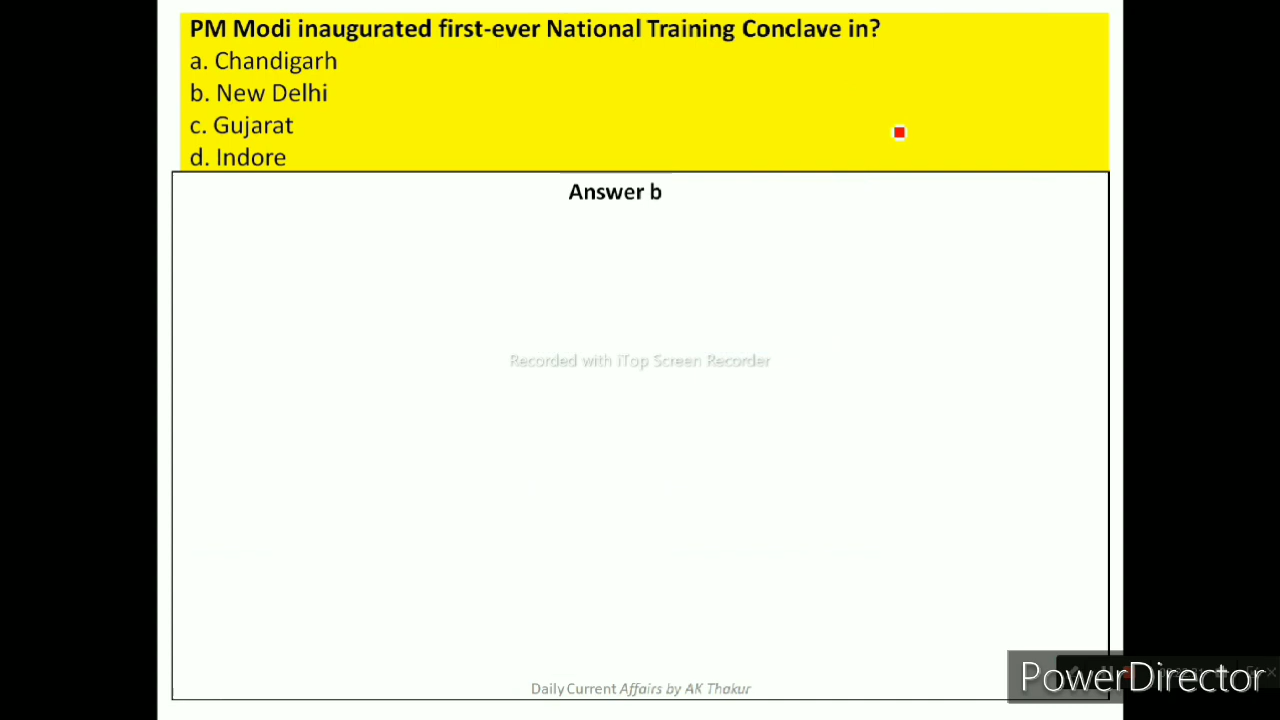 PM Modi inaugurated first-ever National Training Conclave in?
a. Chandigarh
b. New Delhi
c. Gujarat
d. Indore
Answer b
Recorded with iTop Screen Recorder
Daily Current Affairs by AK Thakur
PowerDirector